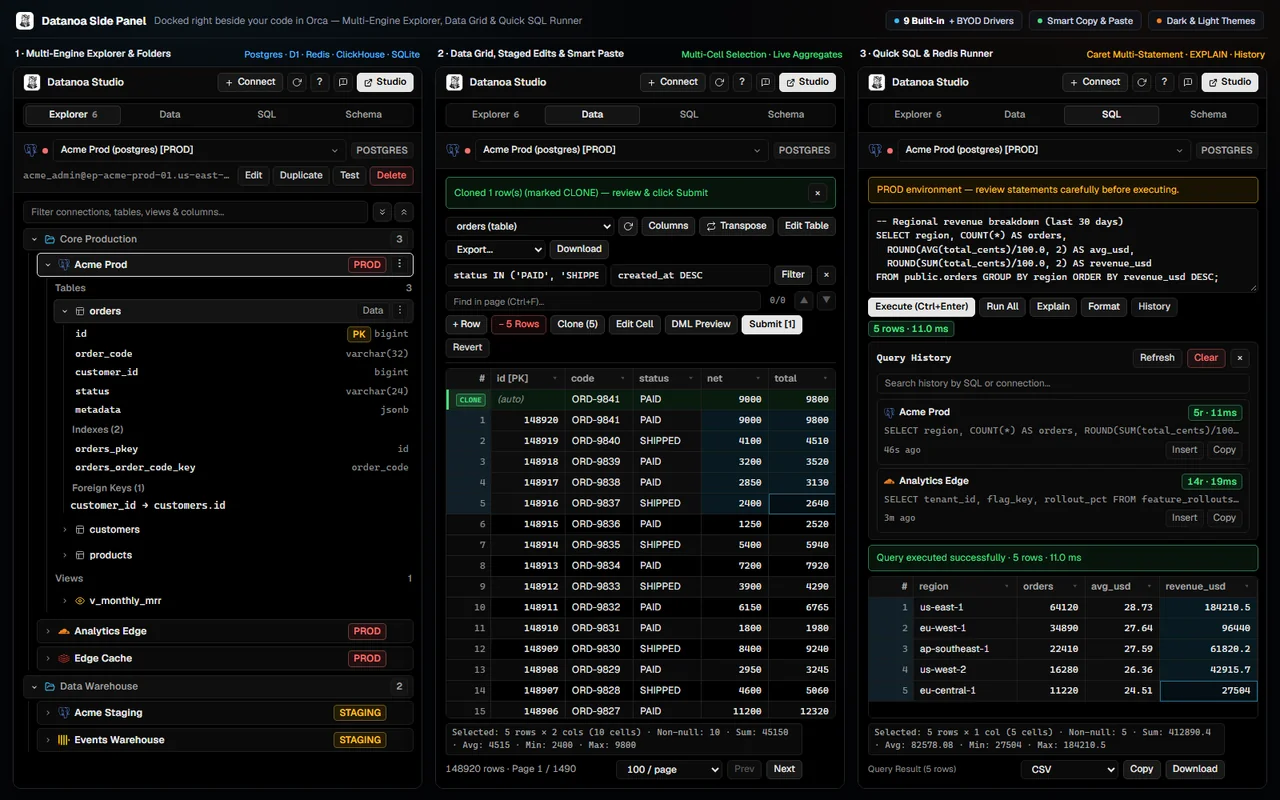 Datanoa Side Panel Docked right beside your code in Orca — Multi-Engine Explorer, Data Grid & Quick SQL Runner
9 Built-in + BYOD Drivers
Smart Copy & Paste
Dark & Light Themes
1 · Multi-Engine Explorer & Folders
Postgres · D1 · Redis · ClickHouse · SQLite
Datanoa Studio
+ Connect
?
Studio
Explorer 6
Data
SQL
Schema
Acme Prod (postgres) [PROD]
POSTGRES
acme_admin@ep-acme-prod-01.us-east-…
Edit
Duplicate
Test
Delete
Filter connections, tables, views & columns…
Core Production 3
Acme Prod PROD
Tables 3
orders Data
id PK bigint
order_code varchar(32)
customer_id bigint
status varchar(24)
metadata jsonb
Indexes (2)
orders_pkey id
orders_order_code_key order_code
Foreign Keys (1)
customer_id → customers.id
customers
products
Views 1
v_monthly_mrr
Analytics Edge PROD
Edge Cache PROD
Data Warehouse 2
Acme Staging STAGING
Events Warehouse STAGING
2 · Data Grid, Staged Edits & Smart Paste
Multi-Cell Selection · Live Aggregates
Datanoa Studio
+ Connect
?
Studio
Explorer 6
Data
SQL
Schema
Acme Prod (postgres) [PROD]
POSTGRES
Cloned 1 row(s) (marked CLONE) — review & click Submit ×
orders (table)
Columns
Transpose
Edit Table
Export…
Download
status IN ('PAID', 'SHIPPE
created_at DESC
Filter
×
Find in page (Ctrl+F)…
0/0
+ Row
− 5 Rows
Clone (5)
Edit Cell
DML Preview
Submit [1]
Revert
# id [PK] code status net total
CLONE (auto) ORD-9841 PAID 9000 9800
1 148920 ORD-9841 PAID 9000 9800
2 148919 ORD-9840 SHIPPED 4100 4510
3 148918 ORD-9839 PAID 3200 3520
4 148917 ORD-9838 PAID 2850 3130
5 148916 ORD-9837 SHIPPED 2400 2640
6 148915 ORD-9836 PAID 1250 2520
7 148914 ORD-9835 SHIPPED 5400 5940
8 148913 ORD-9834 PAID 7200 7920
9 148912 ORD-9833 SHIPPED 3900 4290
10 148911 ORD-9832 PAID 6150 6765
11 148910 ORD-9831 PAID 1800 1980
12 148909 ORD-9830 SHIPPED 8400 9240
13 148908 ORD-9829 PAID 2950 3245
14 148907 ORD-9828 SHIPPED 4600 5060
15 148906 ORD-9827 PAID 11200 12320
Selected: 5 rows × 2 cols (10 cells) · Non-null: 10 · Sum: 45150
· Avg: 4515 · Min: 2400 · Max: 9800
148920 rows · Page 1 / 1490
100 / page
Prev
Next
3 · Quick SQL & Redis Runner
Caret Multi-Statement · EXPLAIN · History
Datanoa Studio
+ Connect
?
Studio
Explorer 6
Data
SQL
Schema
Acme Prod (postgres) [PROD]
POSTGRES
PROD environment — review statements carefully before executing.
-- Regional revenue breakdown (last 30 days)
SELECT region, COUNT(*) AS orders,
ROUND(AVG(total_cents)/100.0, 2) AS avg_usd,
ROUND(SUM(total_cents)/100.0, 2) AS revenue_usd
FROM public.orders GROUP BY region ORDER BY revenue_usd DESC;
Execute (Ctrl+Enter)
Run All
Explain
Format
History
5 rows · 11.0 ms
Query History
Refresh
Clear
×
Search history by SQL or connection…
Acme Prod 5r · 11ms
SELECT region, COUNT(*) AS orders, ROUND(SUM(total_cents)/100…
46s ago Insert Copy
Analytics Edge 14r · 19ms
SELECT tenant_id, flag_key, rollout_pct FROM feature_rollouts…
3m ago Insert Copy
Query executed successfully · 5 rows · 11.0 ms
# region orders avg_usd revenue_usd
1 us-east-1 64120 28.73 184210.5
2 eu-west-1 34890 27.64 96440
3 ap-southeast-1 22410 27.59 61820.2
4 us-west-2 16280 26.36 42915.7
5 eu-central-1 11220 24.51 27504
Selected: 5 rows × 1 col (5 cells) · Non-null: 5 · Sum: 412890.4
· Avg: 82578.08 · Min: 27504 · Max: 184210.5
Query Result (5 rows)
CSV
Copy
Download